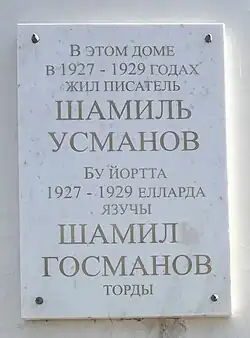 В ЭТОМ ДОМЕ
В 1927 - 1929 ГОДАХ
ЖИЛ ПИСАТЕЛЬ
ШАМИЛЬ
УСМАНОВ
БУ ЙОРТТА
1927 - 1929 ЕЛЛАРДА
ЯЗУЧЫ
ШАМИЛ
ГОСМАНОВ
ТОРДЫ